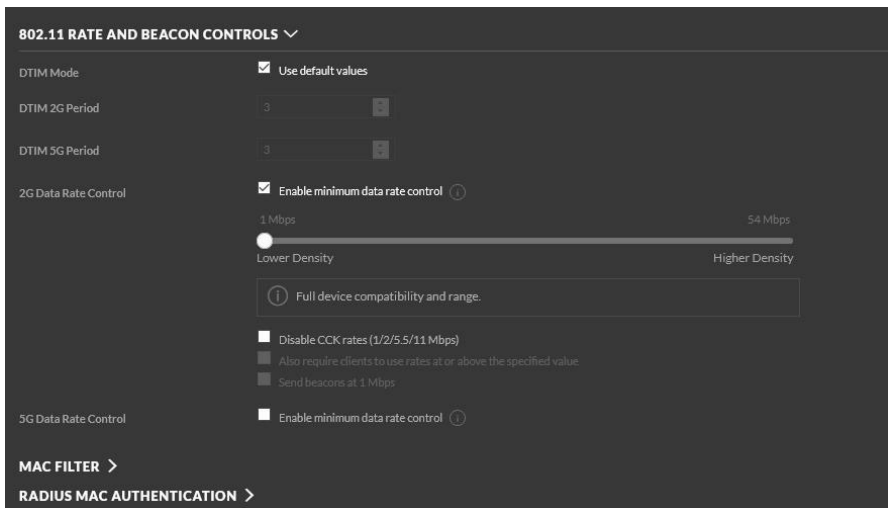 802.11 RATE AND BEACON CONTROLS
DTIM Mode
Use default values
DTIM 2G Period
3
DTIM 5G Period
3
2G Data Rate Control
Enable minimum data rate control
1 Mbps
54 Mbps
Lower Density
Higher Density
Full device compatibility and range.
Disable CCK rates (1/2/5.5/11 Mbps)
Also require clients to use rates at or above the specified value
Send beacons at 1 Mbps
5G Data Rate Control
Enable minimum data rate control
MAC FILTER
RADIUS MAC AUTHENTICATION